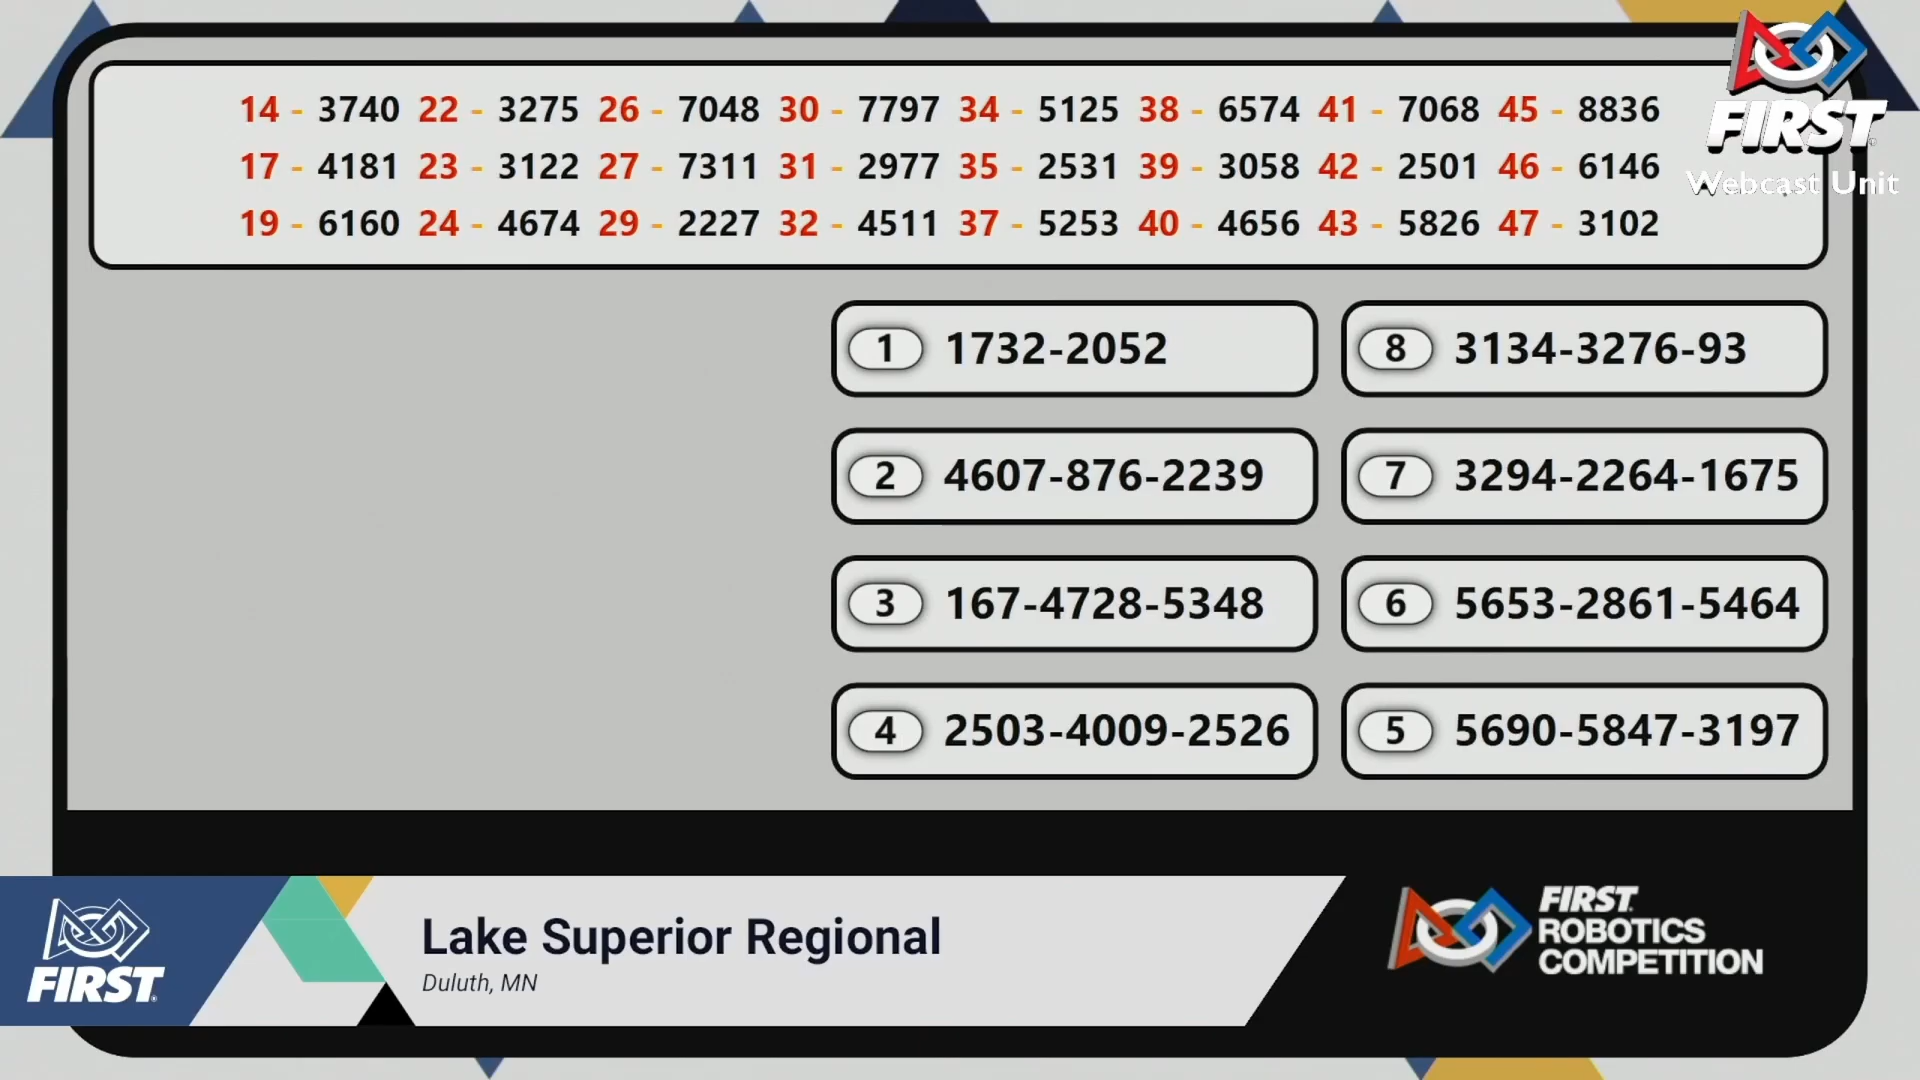 14 - 3740 22 - 3275 26 - 7048 30 - 7797 34 - 5125 38 - 6574 41 - 7068 45 - 8836
17 - 4181 23 - 3122 27 - 7311 31 - 2977 35 - 2531 39 - 3058 42 - 2501 46 - 6146
19 - 6160 24 - 4674 29 - 2227 32 - 4511 37 - 5253 40 - 4656 43 - 5826 47 - 3102
FIRST
Webcast Unit
1 1732-2052
8 3134-3276-93
2 4607-876-2239
7 3294-2264-1675
3 167-4728-5348
6 5653-2861-5464
4 2503-4009-2526
5 5690-5847-3197
FIRST
Lake Superior Regional
Duluth, MN
FIRST
ROBOTICS
COMPETITION